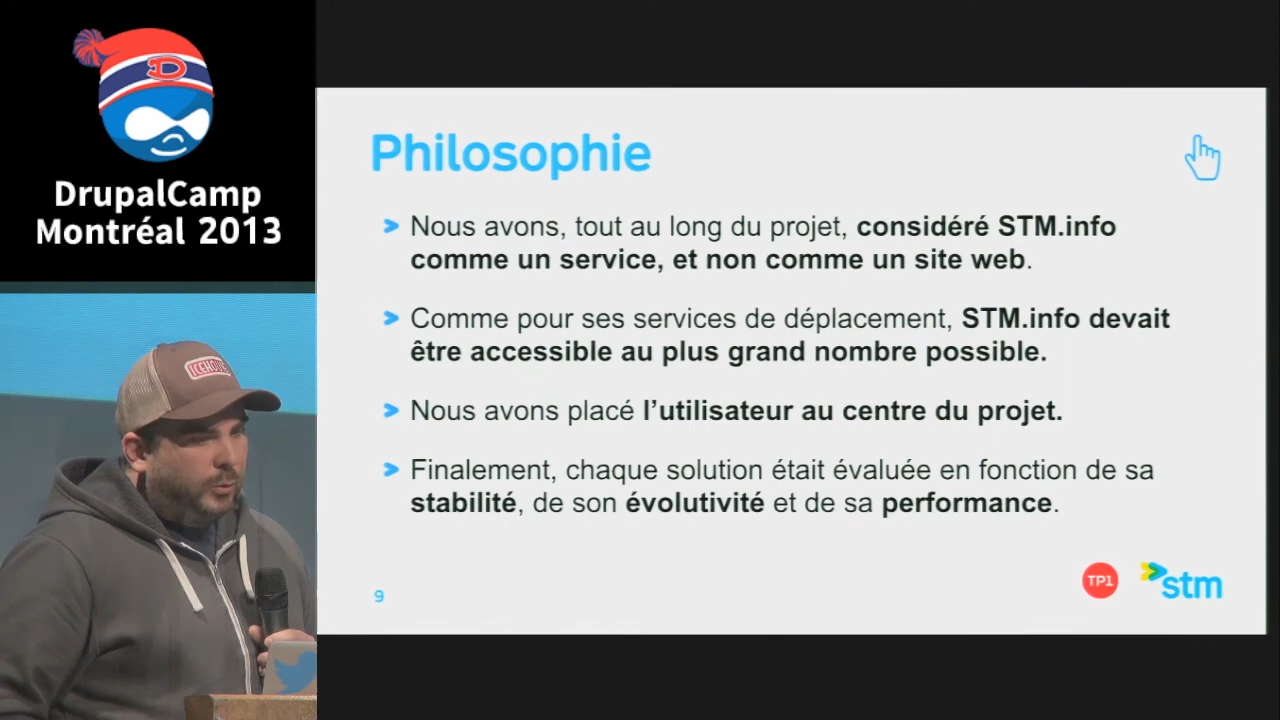 DrupalCamp
Montréal 2013
ICEHOUSE
Philosophie
Nous avons, tout au long du projet, considéré STM.info
comme un service, et non comme un site web.
Comme pour ses services de déplacement, STM.info devait
être accessible au plus grand nombre possible.
Nous avons placé l’utilisateur au centre du projet.
Finalement, chaque solution était évaluée en fonction de sa
stabilité, de son évolutivité et de sa performance.
9
TP1
stm